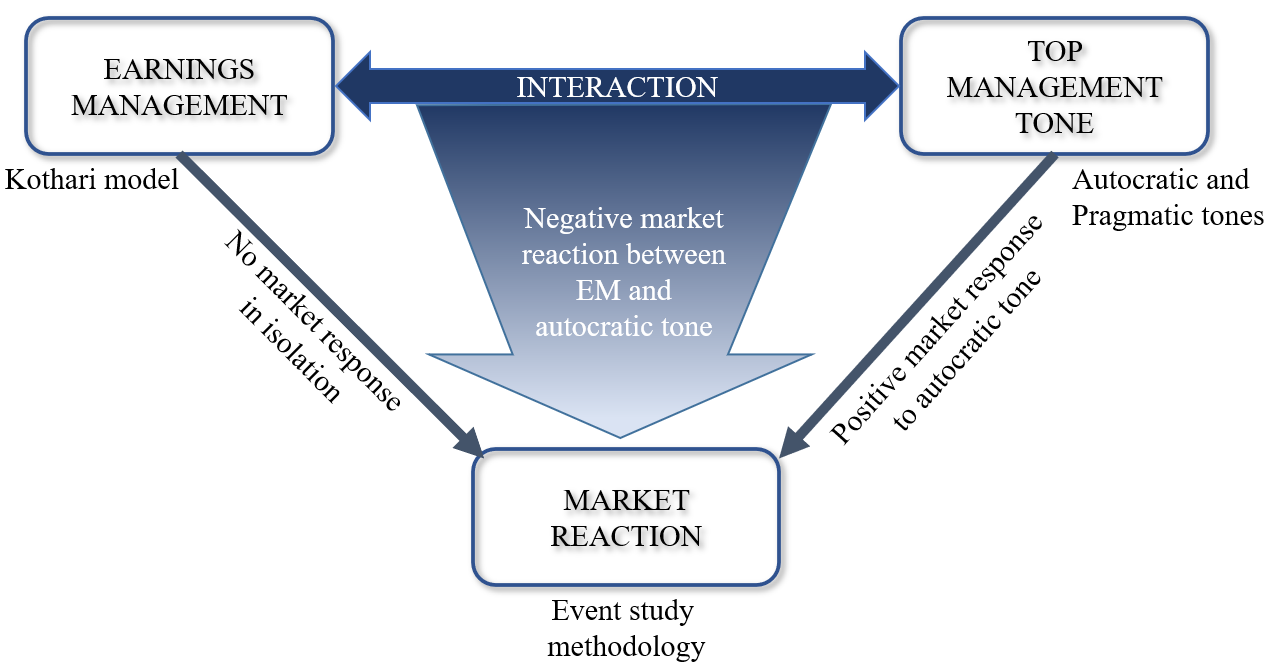 EARNINGS
MANAGEMENT
INTERACTION
TOP
MANAGEMENT
TONE
Kothari model
Autocratic and
Pragmatic tones
No market response
in isolation
Negative market
reaction between
EM and
autocratic tone
Positive market response
to autocratic tone
MARKET
REACTION
Event study
methodology